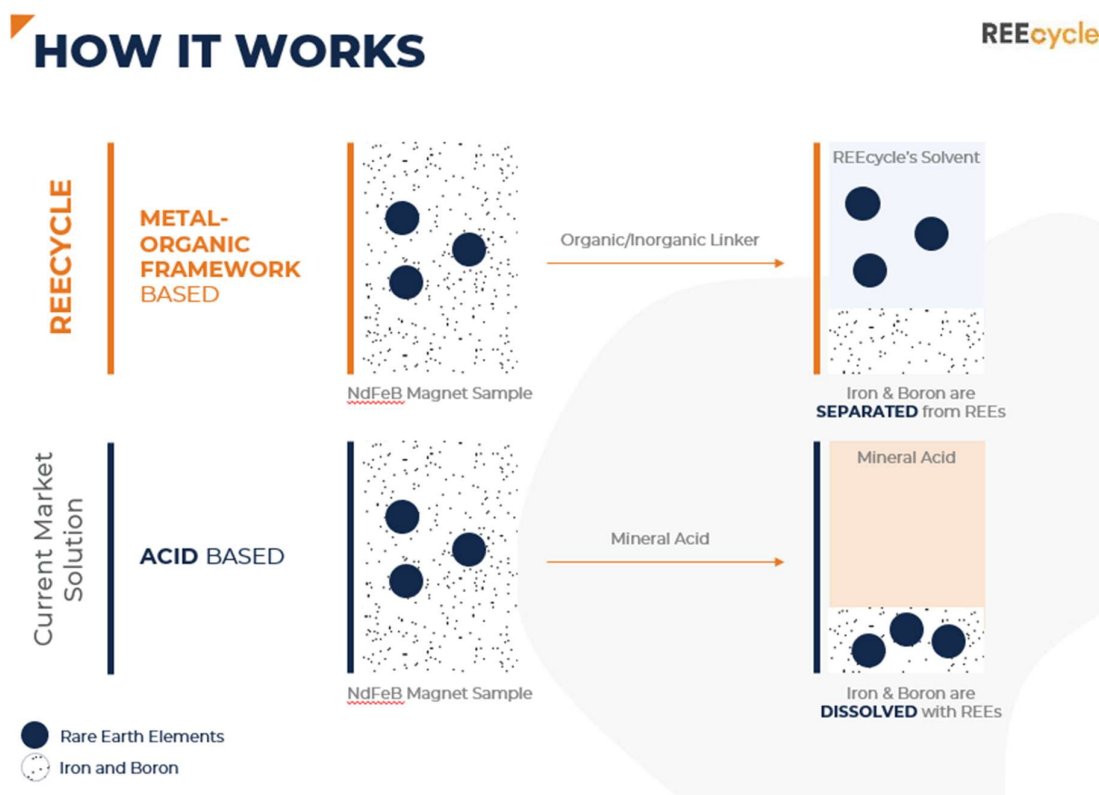 HOW IT WORKS
REEcycle
REECYCLE
METAL-
ORGANIC
FRAMEWORK
BASED
NdFeB Magnet Sample
Organic/Inorganic Linker
REEcycle's Solvent
Iron & Boron are
SEPARATED from REEs
Current Market
Solution
ACID BASED
NdFeB Magnet Sample
Mineral Acid
Mineral Acid
Iron & Boron are
DISSOLVED with REEs
Rare Earth Elements
Iron and Boron